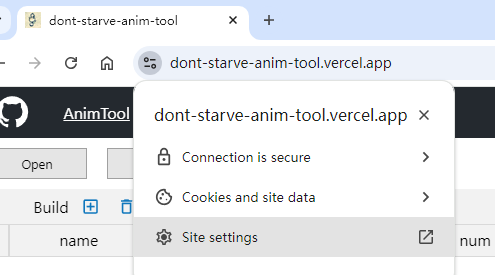 dont-starve-anim-tool
dont-starve-anim-tool.vercel.app
AnimTool
dont-starve-anim-tool.vercel.app
Open
Connection is secure
Cookies and site data
Build
Site settings
name
num